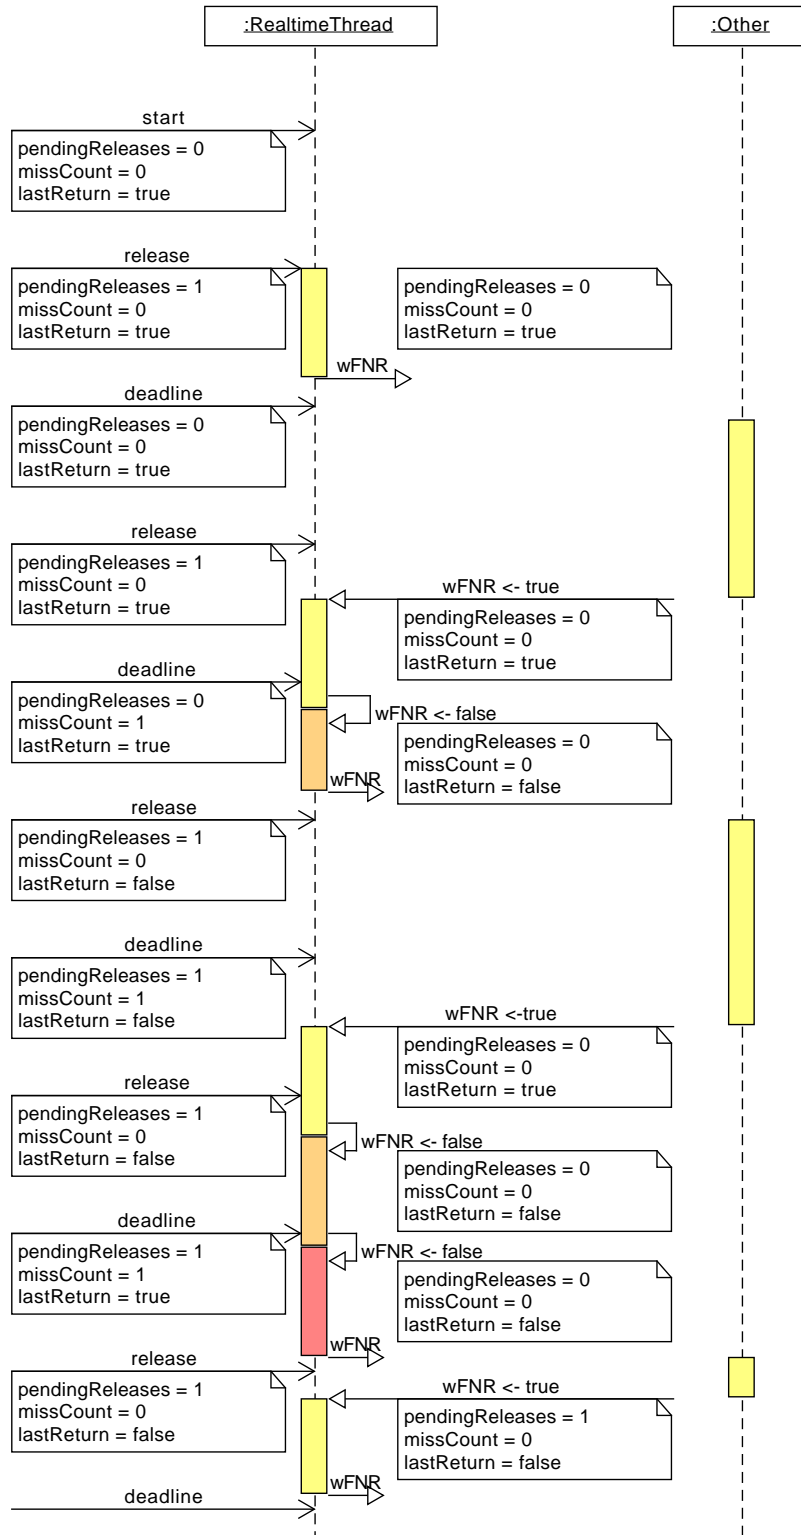 :RealtimeThread
:Other
start
pendingReleases = 0
missCount = 0
lastReturn = true
release
pendingReleases = 1
missCount = 0
lastReturn = true
pendingReleases = 0
missCount = 0
lastReturn = true
wFNR
deadline
pendingReleases = 0
missCount = 0
lastReturn = true
release
pendingReleases = 1
missCount = 0
lastReturn = true
wFNR <- true
pendingReleases = 0
missCount = 0
lastReturn = true
deadline
pendingReleases = 0
missCount = 1
lastReturn = true
wFNR <- false
pendingReleases = 0
missCount = 0
lastReturn = false
wFNR
release
pendingReleases = 1
missCount = 0
lastReturn = false
deadline
pendingReleases = 1
missCount = 1
lastReturn = false
wFNR <-true
pendingReleases = 0
missCount = 0
lastReturn = true
release
pendingReleases = 1
missCount = 0
lastReturn = false
wFNR <- false
pendingReleases = 0
missCount = 0
lastReturn = false
deadline
pendingReleases = 1
missCount = 1
lastReturn = true
wFNR <- false
pendingReleases = 0
missCount = 0
lastReturn = false
wFNR
release
pendingReleases = 1
missCount = 0
lastReturn = false
wFNR <- true
pendingReleases = 1
missCount = 0
lastReturn = false
wFNR
deadline